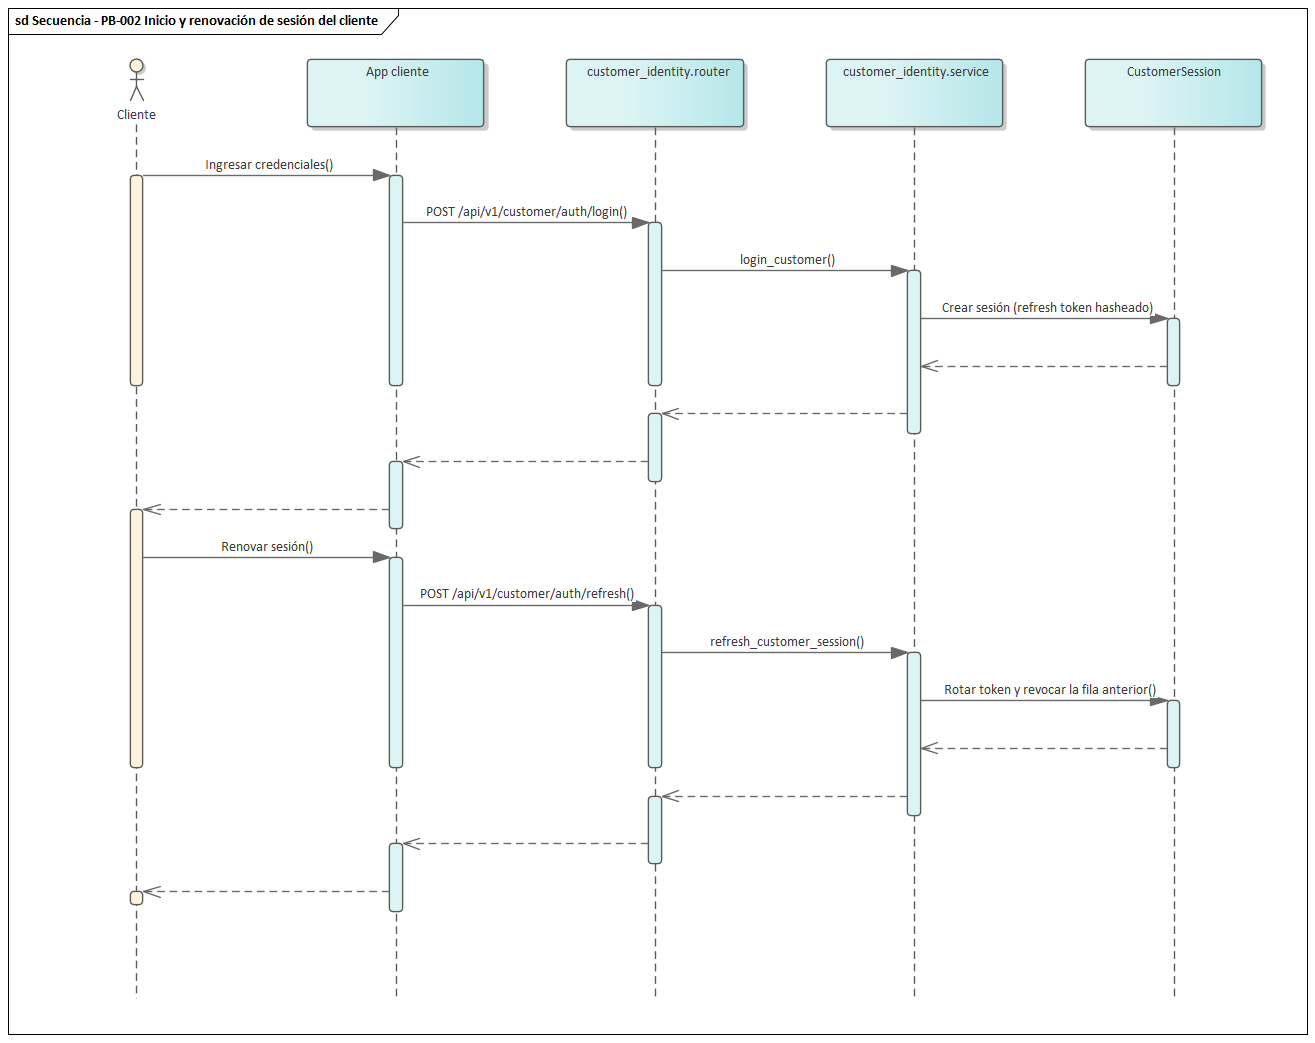 sd Secuencia - PB-002 Inicio y renovación de sesión del cliente
Cliente
App cliente
customer_identity.router
customer_identity.service
CustomerSession
Ingresar credenciales()
POST /api/v1/customer/auth/login()
login_customer()
Crear sesión (refresh token hasheado)
Renovar sesión()
POST /api/v1/customer/auth/refresh()
refresh_customer_session()
Rotar token y revocar la fila anterior()